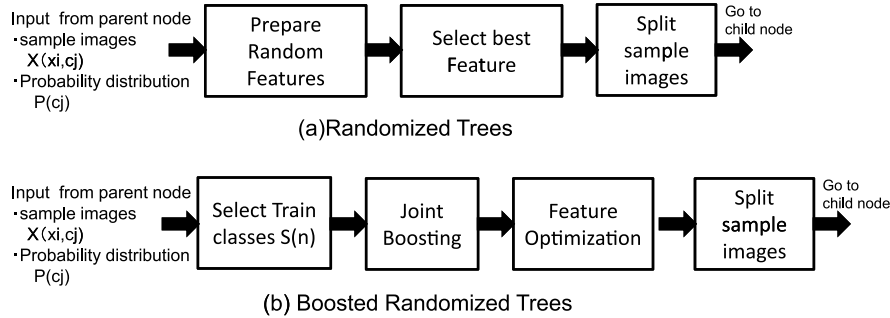 Input from parent node
・sample images
X(xi,cj)
・Probability distribution
P(cj)
Prepare
Random
Features
Select best
Feature
Split
sample
images
Go to
child node
(a)Randomized Trees
Input from parent node
・sample images
X(xi,cj)
・Probability distribution
P(cj)
Select Train
classes S(n)
Joint
Boosting
Feature
Optimization
Split
sample
images
Go to
child node
(b) Boosted Randomized Trees